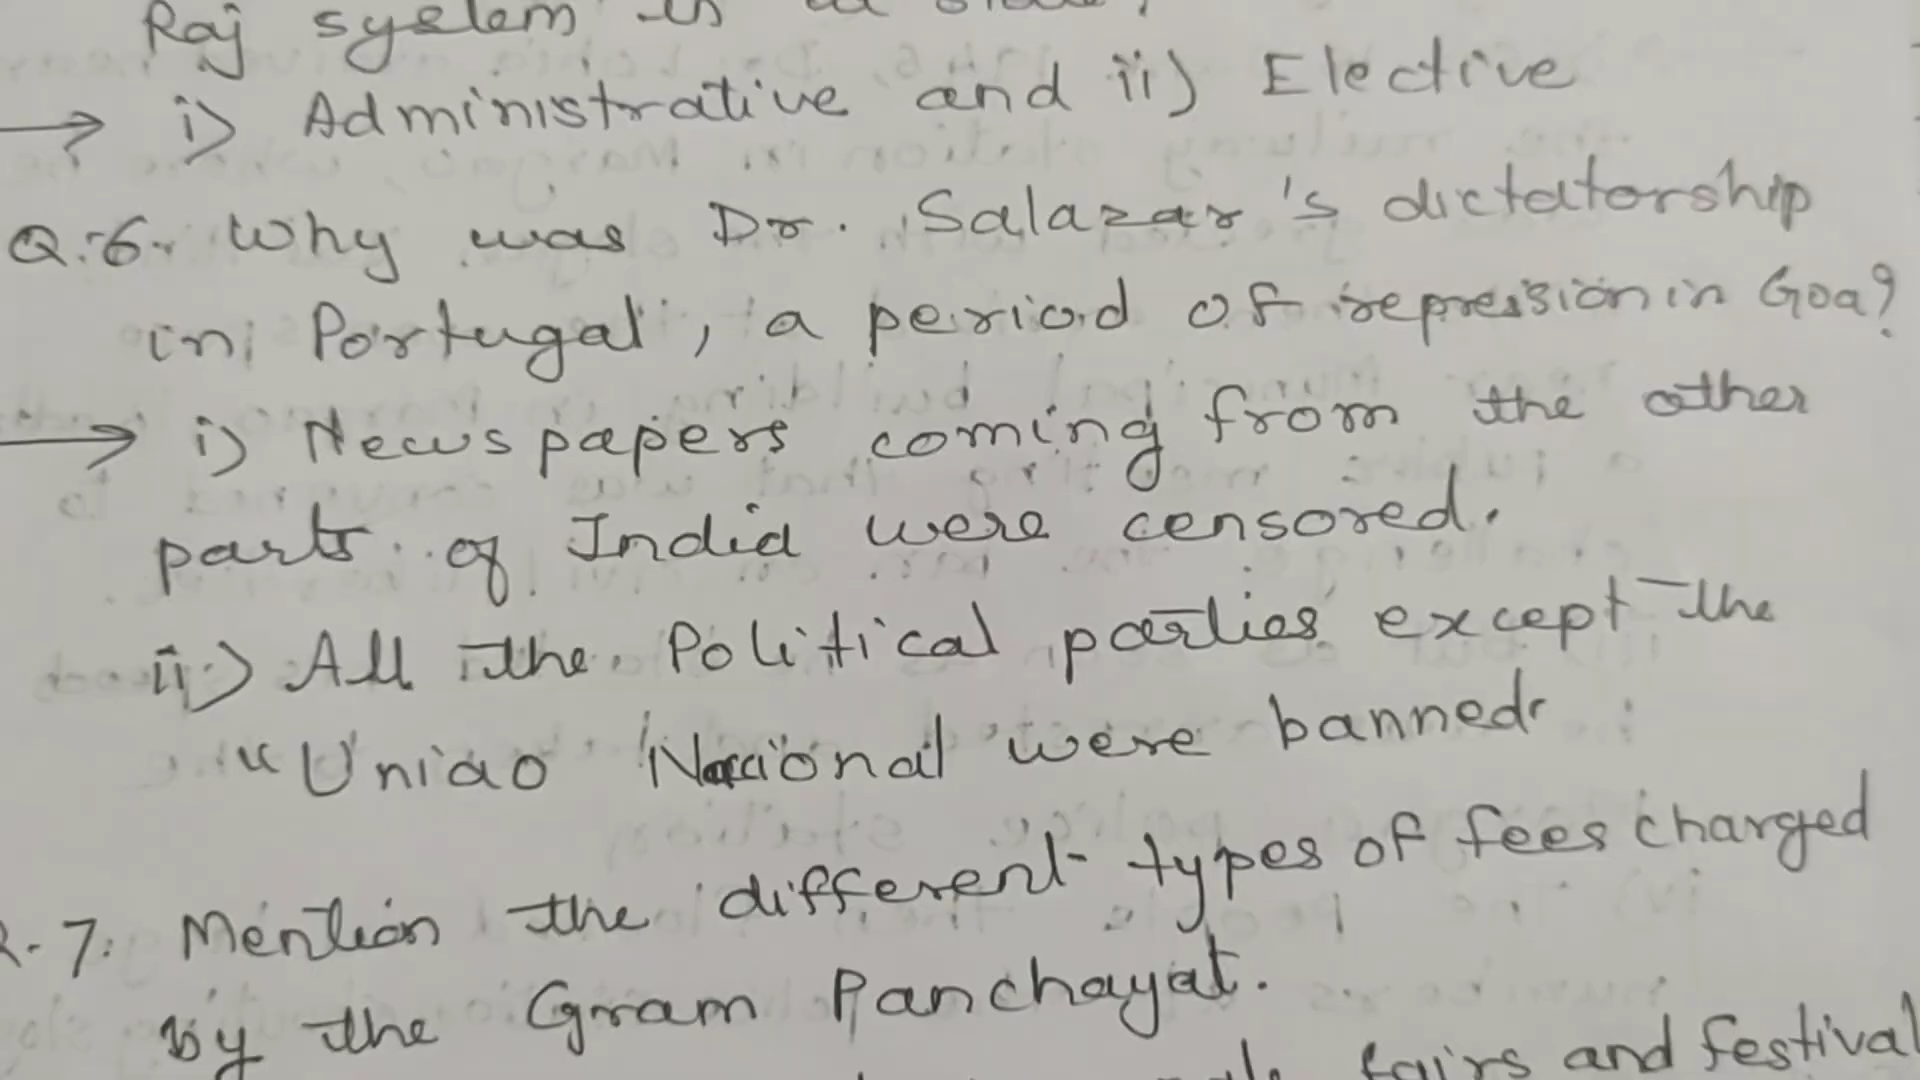 Raj system in a state?
→ i) Administrative and ii) Elective
Q.6. Why was Dr. Salazar's dictatorship
in Portugal, a period of repression in Goa?
→ i) Newspapers coming from the other
parts of India were censored.
ii) All the Political parties except the
"Uniao Nacional were banned.
7. Mention the different types of fees charged
by the Gram Panchayat.
fairs and festival